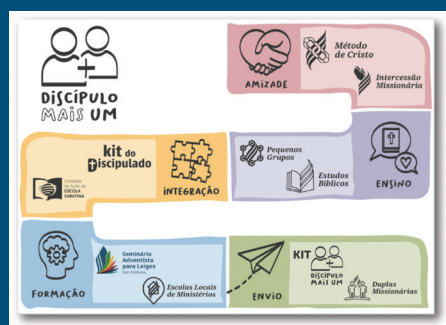 DISCÍPULO
MAIS UM
AMIZADE
Método
de Cristo
Intercessão
Missionária
Pequenos
Grupos
Estudos
Bíblicos
ENSINO
kit do
Discipulado
Unidades
de Ação da
ESCOLA
SABATINA
INTEGRAÇÃO
FORMAÇÃO
Seminário
Adventista
para Leigos
Escolas Locais
de Ministérios
ENVIO
KIT
DISCÍPULO
MAIS UM
Duplas
Missionárias